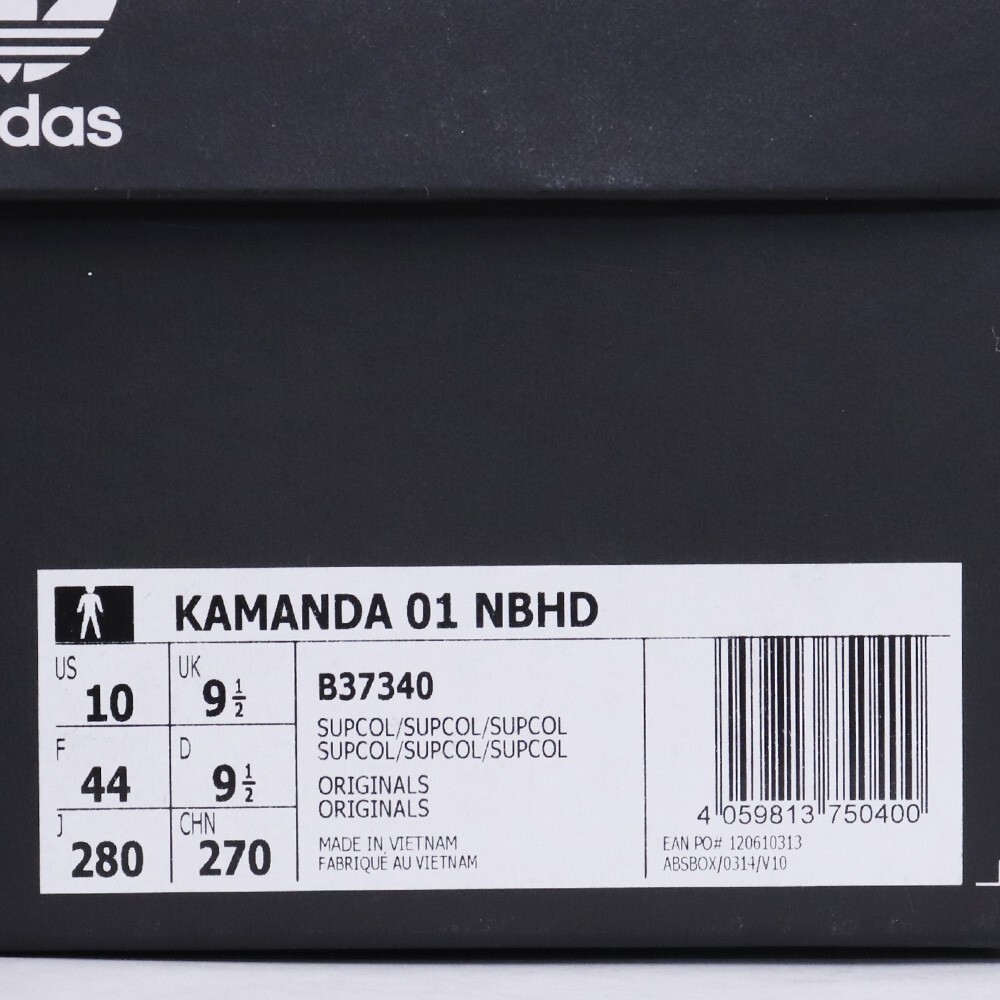 das
KAMANDA 01 NBHD
US 10
UK 9 1/2
F 44
D 9 1/2
J 280
CHN 270
B37340
SUPCOL/SUPCOL/SUPCOL
SUPCOL/SUPCOL/SUPCOL
ORIGINALS
ORIGINALS
MADE IN VIETNAM
FABRIQUÉ AU VIETNAM
4 059813 750400
EAN PO# 120610313
ABSBOX/0314/V10